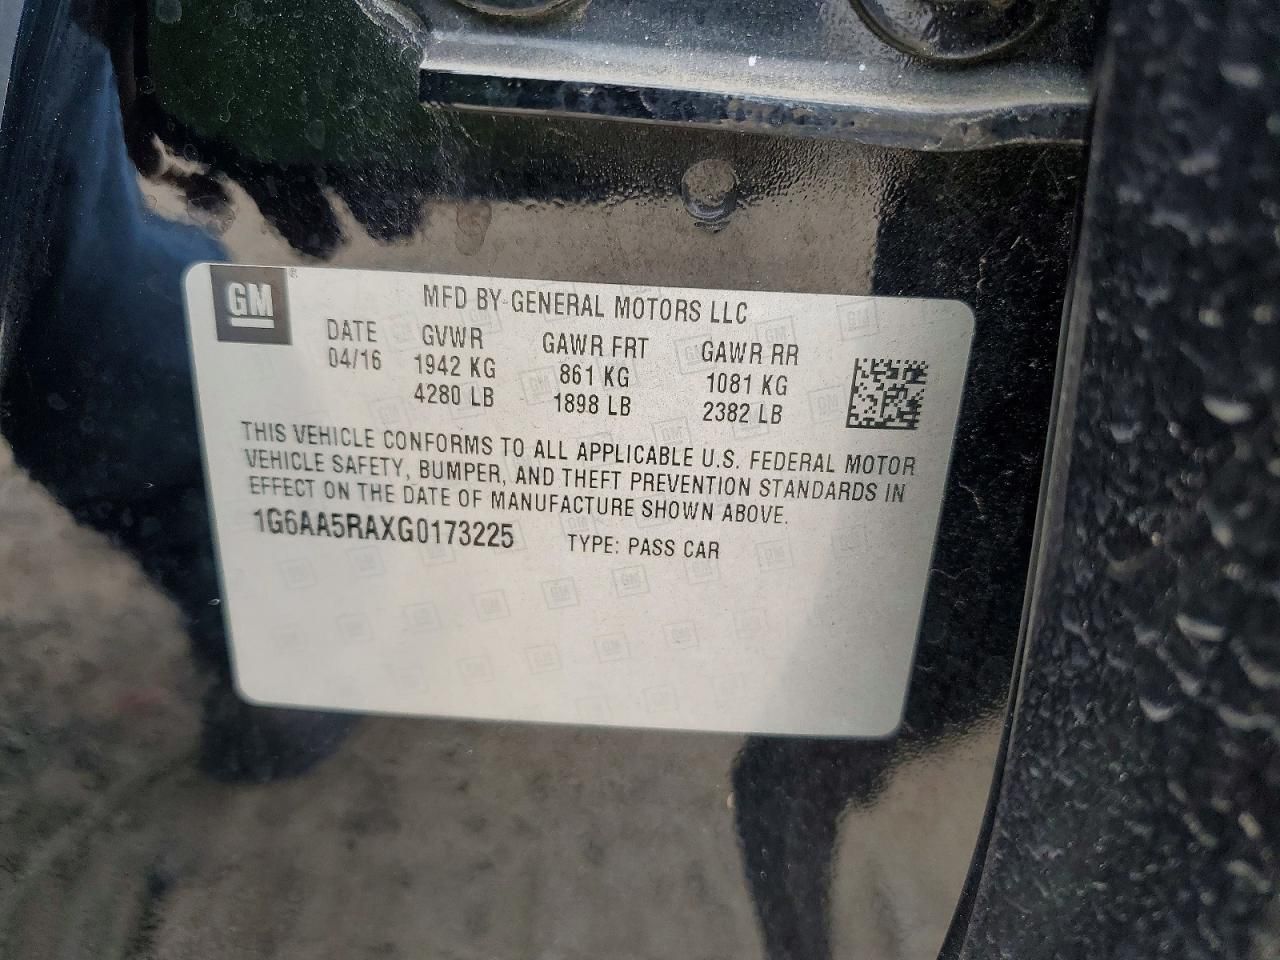 GM ®
MFD BY GENERAL MOTORS LLC
DATE GVWR GAWR FRT GAWR RR
04/16 1942 KG 861 KG 1081 KG
4280 LB 1898 LB 2382 LB
THIS VEHICLE CONFORMS TO ALL APPLICABLE U.S. FEDERAL MOTOR
VEHICLE SAFETY, BUMPER, AND THEFT PREVENTION STANDARDS IN
EFFECT ON THE DATE OF MANUFACTURE SHOWN ABOVE.
1G6AA5RAXG0173225 TYPE: PASS CAR